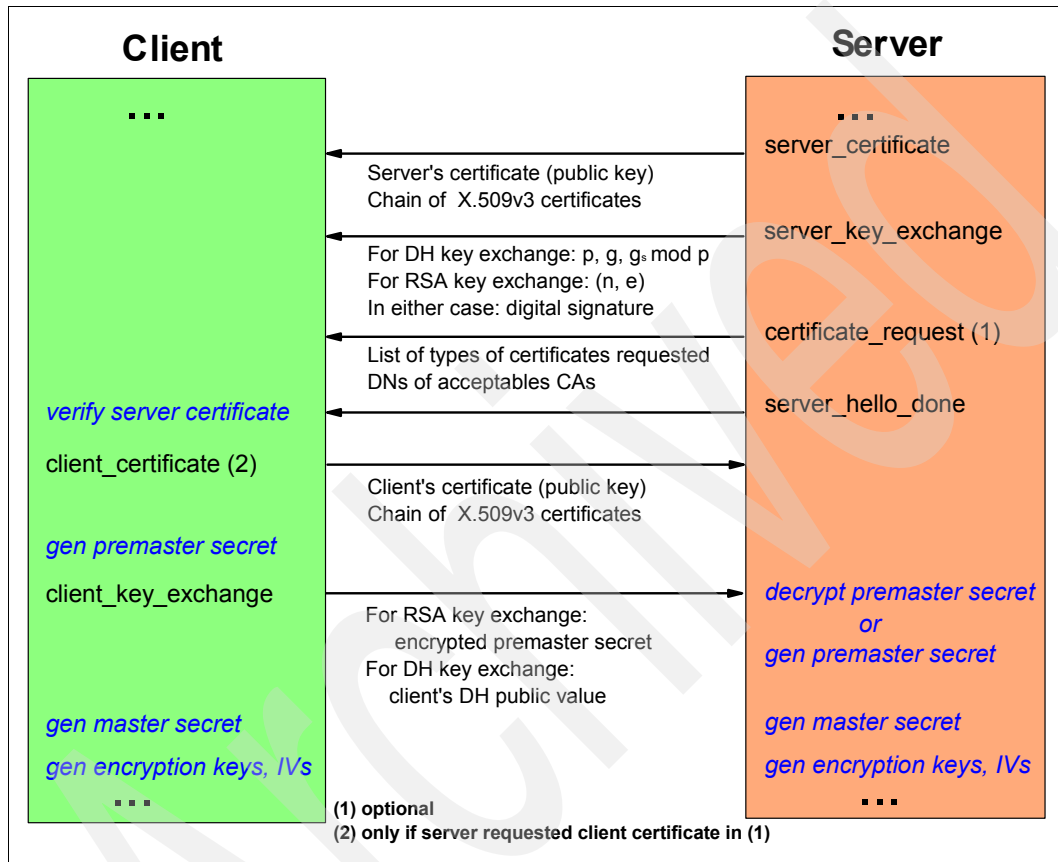 Client
Server
...
...
server_certificate
Server's certificate (public key)
Chain of X.509v3 certificates
server_key_exchange
For DH key exchange: p, g, gₛ mod p
For RSA key exchange: (n, e)
In either case: digital signature
certificate_request (1)
List of types of certificates requested
DNs of acceptables CAs
verify server certificate
server_hello_done
client_certificate (2)
Client's certificate (public key)
Chain of X.509v3 certificates
gen premaster secret
client_key_exchange
For RSA key exchange:
encrypted premaster secret
For DH key exchange:
client's DH public value
decrypt premaster secret
or
gen premaster secret
gen master secret
gen master secret
gen encryption keys, IVs
gen encryption keys, IVs
...
...
(1) optional
(2) only if server requested client certificate in (1)
Archived